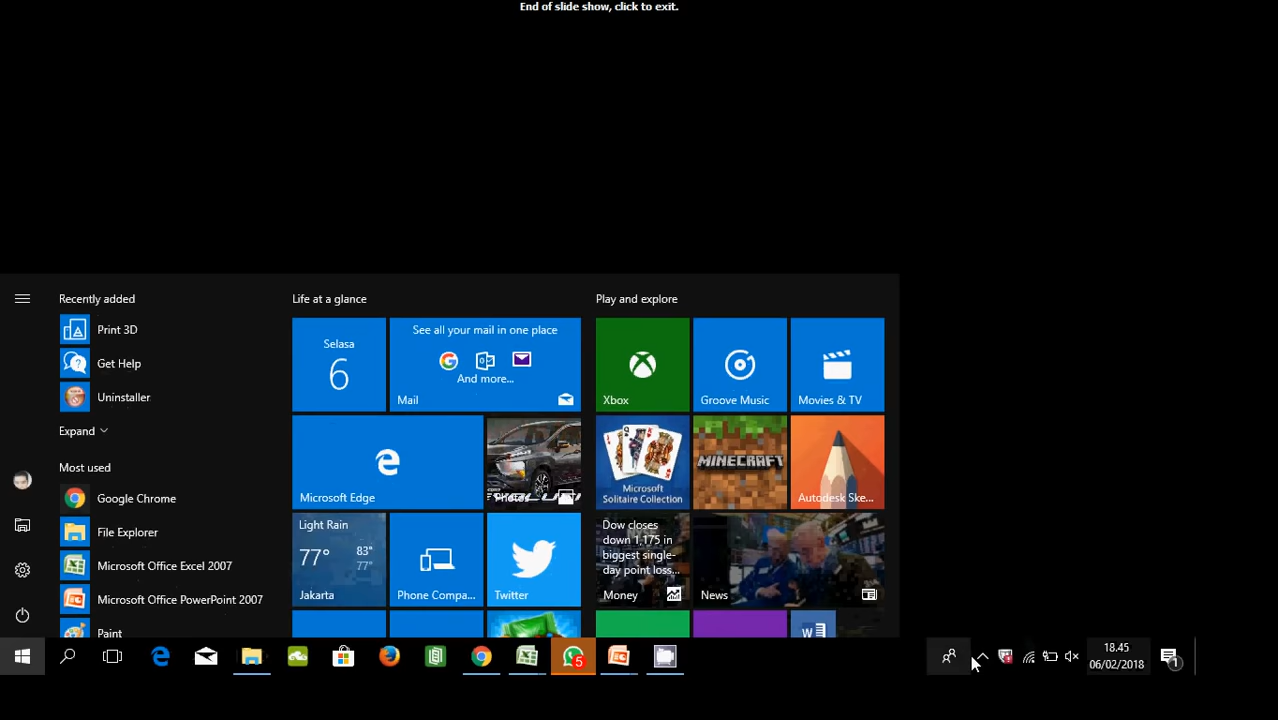 End of slide show, click to exit.
Recently added
Life at a glance
Play and explore
Print 3D
Get Help
Uninstaller
Expand
Most used
Google Chrome
File Explorer
Microsoft Office Excel 2007
Microsoft Office PowerPoint 2007
Paint
Selasa
6
See all your mail in one place
And more...
Mail
Microsoft Edge
Photos
Light Rain
77°
83°
77°
Jakarta
Phone Compa...
Twitter
Xbox
Groove Music
Movies & TV
Microsoft
Solitaire Collection
MINECRAFT
Autodesk Ske...
Dow closes
down 1,175 in
biggest single-
day point loss...
Money
News
5
18.45
06/02/2018
1